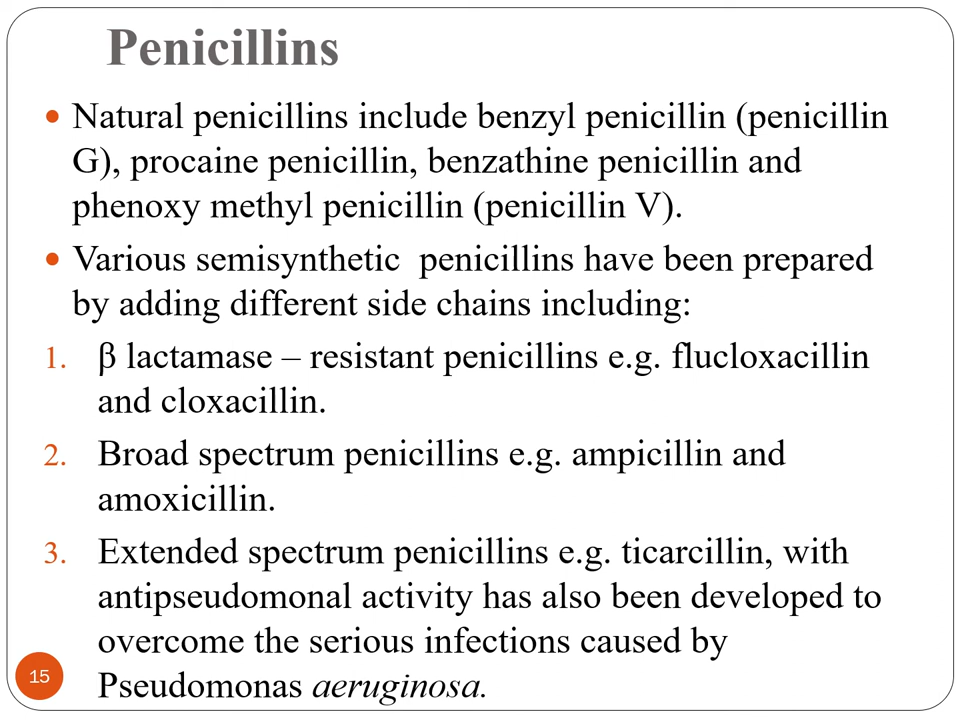 Penicillins
• Natural penicillins include benzyl penicillin (penicillin
G), procaine penicillin, benzathine penicillin and
phenoxy methyl penicillin (penicillin V).
• Various semisynthetic  penicillins have been prepared
by adding different side chains including:
1. β lactamase – resistant penicillins e.g. flucloxacillin
and cloxacillin.
2. Broad spectrum penicillins e.g. ampicillin and
amoxicillin.
3. Extended spectrum penicillins e.g. ticarcillin, with
antipseudomonal activity has also been developed to
overcome the serious infections caused by
Pseudomonas aeruginosa.
15